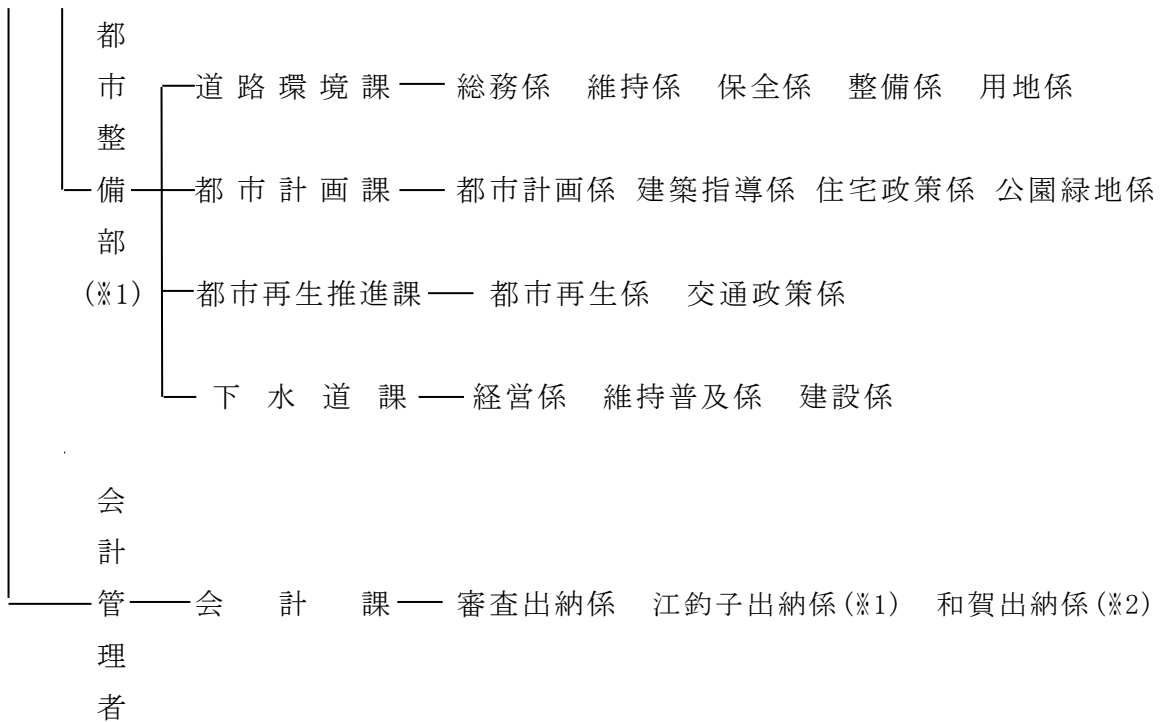 都市整備部(※1)
道路環境課 総務係 維持係 保全係 整備係 用地係
都市計画課 都市計画係 建築指導係 住宅政策係 公園緑地係
都市再生推進課 都市再生係 交通政策係
下水道課 経営係 維持普及係 建設係
会計管理者
会計課 審査出納係 江釣子出納係(※1) 和賀出納係(※2)